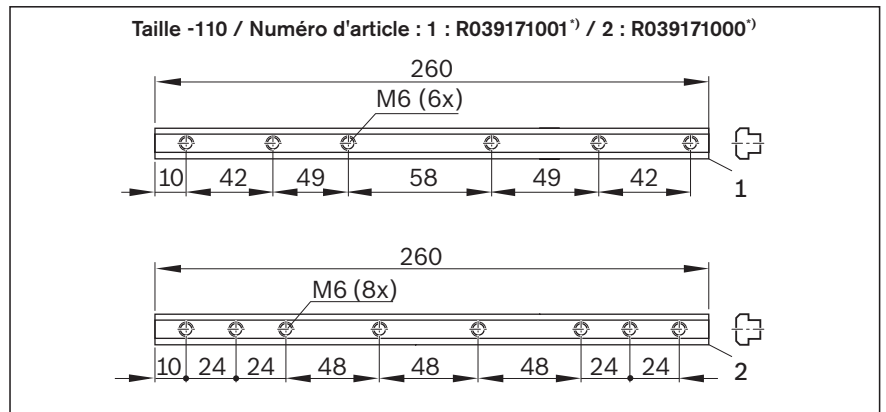 Taille -110 / Numéro d'article : 1 : R039171001*) / 2 : R039171000*)
260
M6 (6x)
10 42 49 58 49 42
1
260
M6 (8x)
10 24 24 48 48 48 24 24
2